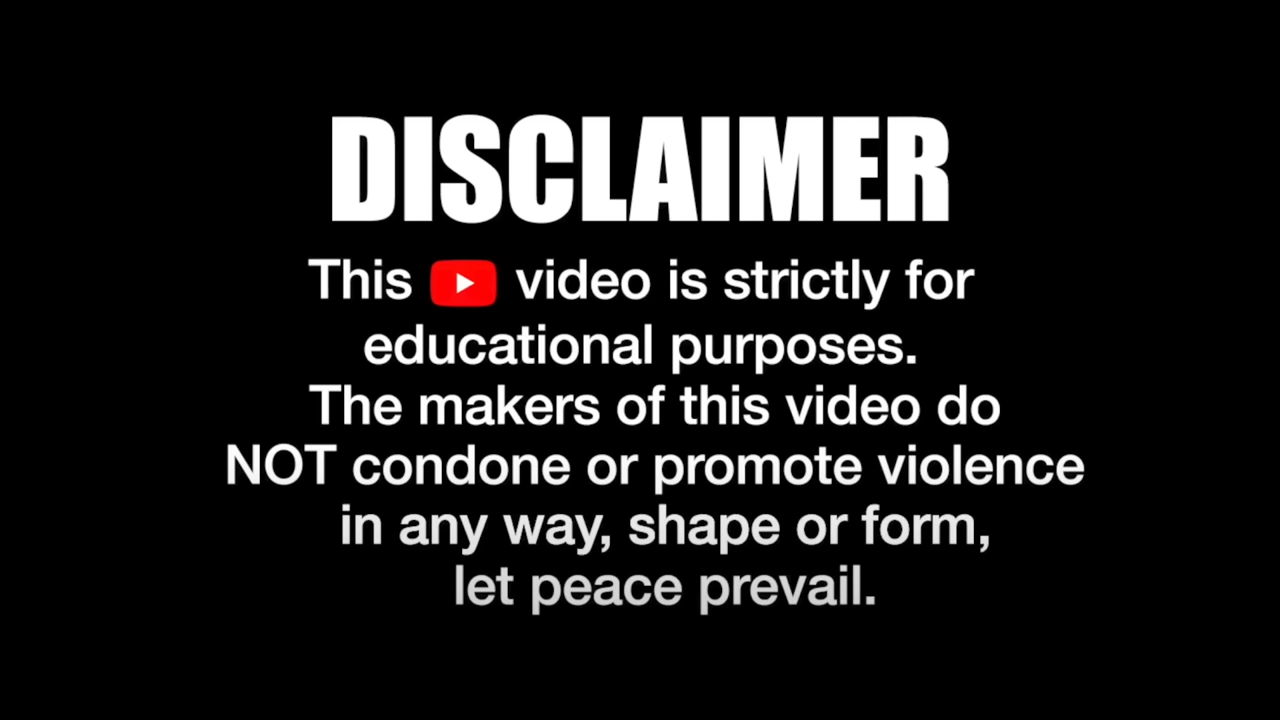 DISCLAIMER
This video is strictly for
educational purposes.
The makers of this video do
NOT condone or promote violence
in any way, shape or form,
let peace prevail.